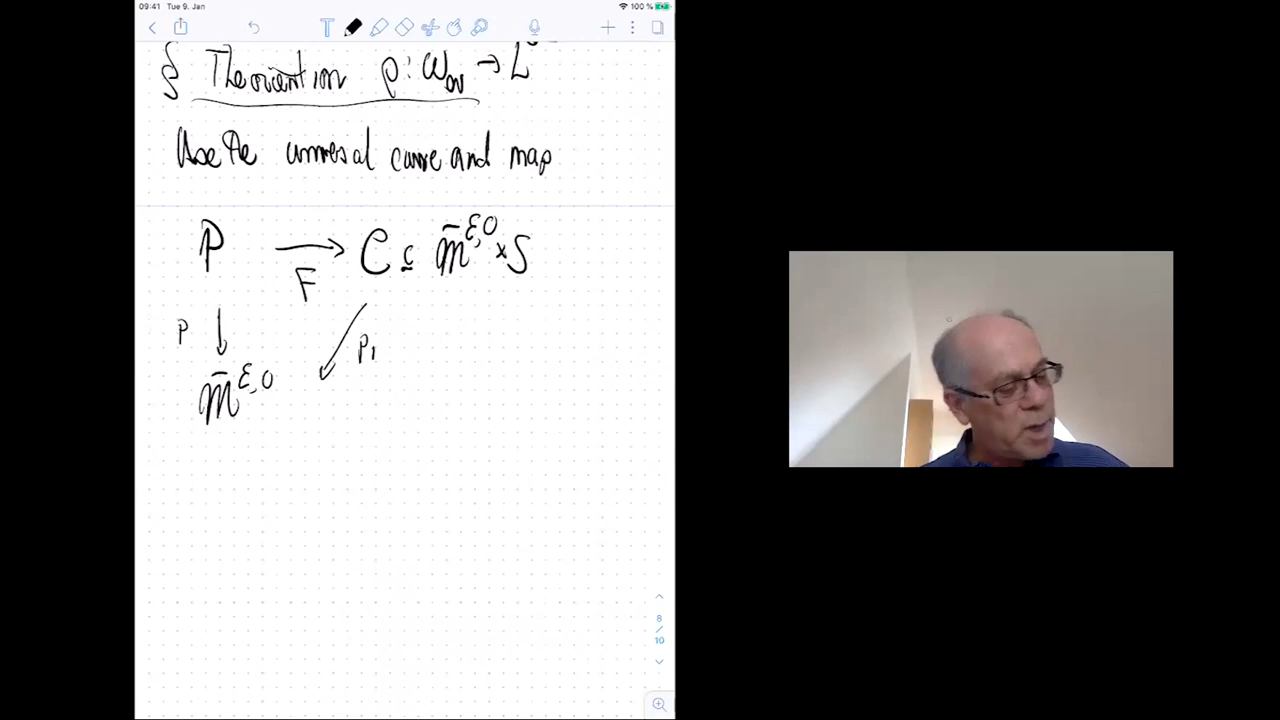 09:41 Tue 9. Jan 100 %
§ The orientation ρ: ω_ev → L
Use the universal curve and map
P → C ⊆ M̄^{ε,0} × S
F
p ↓ ↙ p₁
M̄^{ε,0}
8
/
10